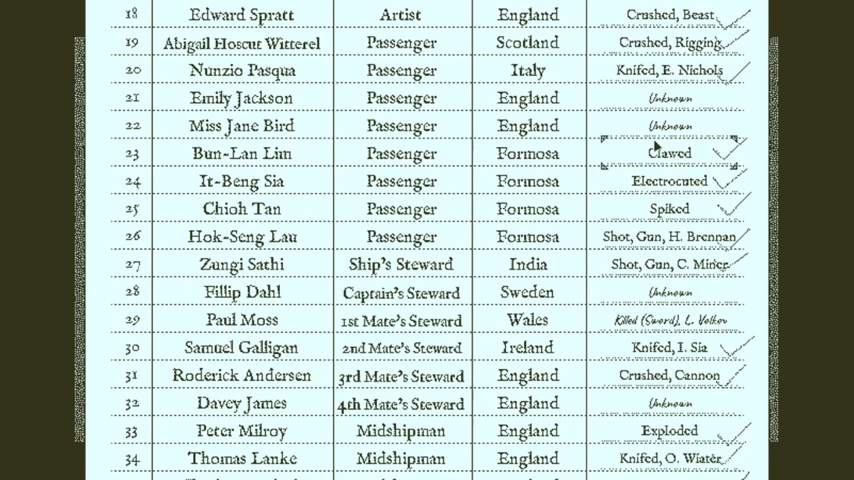 18 Edward Spratt Artist England Crushed, Beast
19 Abigail Hoscut Witterel Passenger Scotland Crushed, Rigging
20 Nunzio Pasqua Passenger Italy Knifed, E. Nichols
21 Emily Jackson Passenger England Unknown
22 Miss Jane Bird Passenger England Unknown
23 Bun-Lan Lim Passenger Formosa Clawed
24 It-Beng Sia Passenger Formosa Electrocuted
25 Chioh Tan Passenger Formosa Spiked
26 Hok-Seng Lau Passenger Formosa Shot, Gun, H. Brennan
27 Zungi Sathi Ship's Steward India Shot, Gun, C. Miner
28 Fillip Dahl Captain's Steward Sweden Unknown
29 Paul Moss 1st Mate's Steward Wales Killed (Sword), L. Volkov
30 Samuel Galligan 2nd Mate's Steward Ireland Knifed, I. Sia
31 Roderick Andersen 3rd Mate's Steward England Crushed, Cannon
32 Davey James 4th Mate's Steward England Unknown
33 Peter Milroy Midshipman England Exploded
34 Thomas Lanke Midshipman England Knifed, O. Wiater